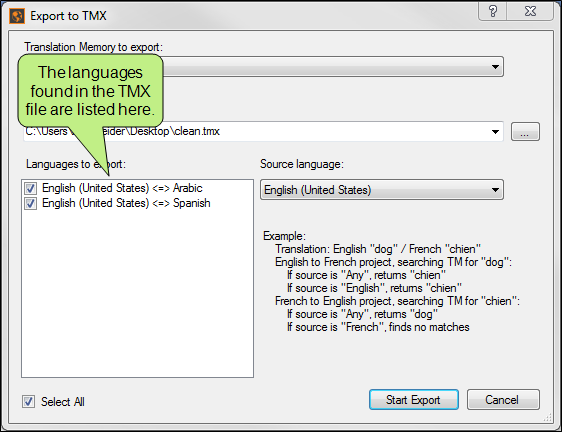 Export to TMX
Translation Memory to export:
The languages
found in the TMX
file are listed here.
C:\Users eider\Desktop\clean.tmx
...
Languages to export:
Source language:
English (United States) <=> Arabic
English (United States) <=> Spanish
English (United States)
Example:
Translation: English "dog" / French "chien"
English to French project, searching TM for "dog":
If source is "Any", returns "chien"
If source is "English", returns "chien"
French to English project, searching TM for "chien":
If source is "Any", returns "dog"
If source is "French", finds no matches
Select All
Start Export
Cancel